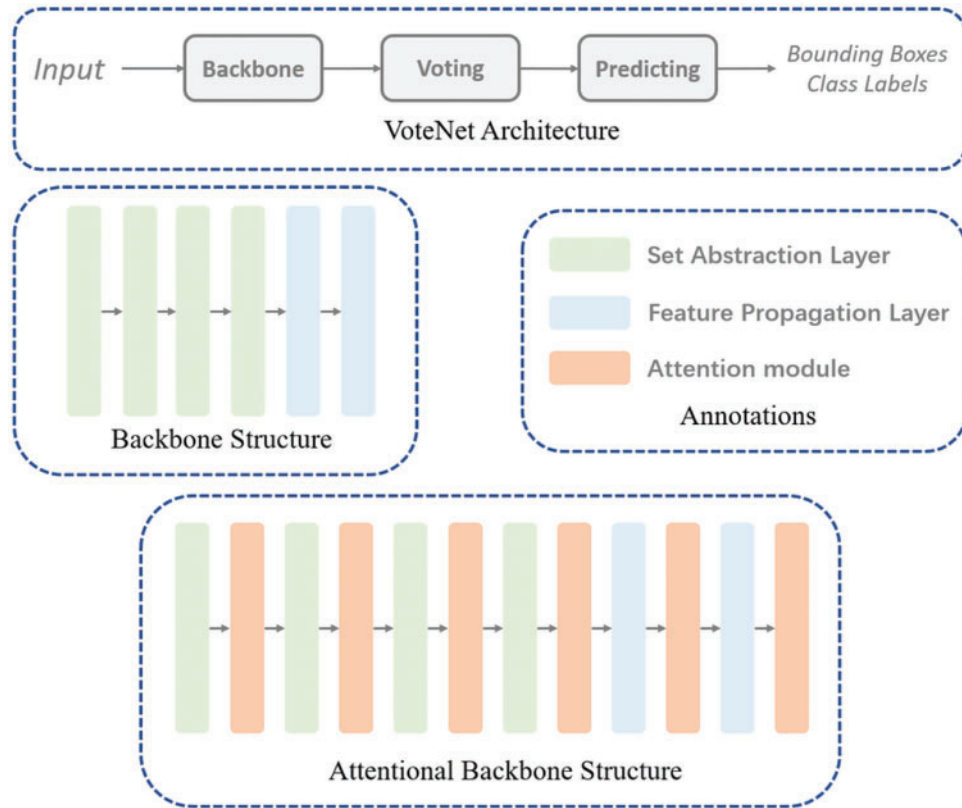 Input
Backbone
Voting
Predicting
Bounding Boxes
Class Labels
VoteNet Architecture
Backbone Structure
Set Abstraction Layer
Feature Propagation Layer
Attention module
Annotations
Attentional Backbone Structure